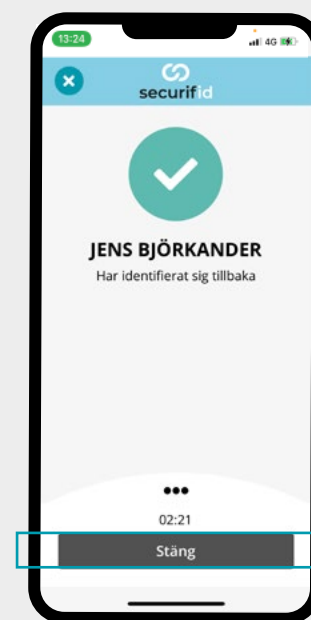 13:24 4G
securifid
JENS BJÖRKANDER
Har identifierat sig tillbaka
02:21
Stäng